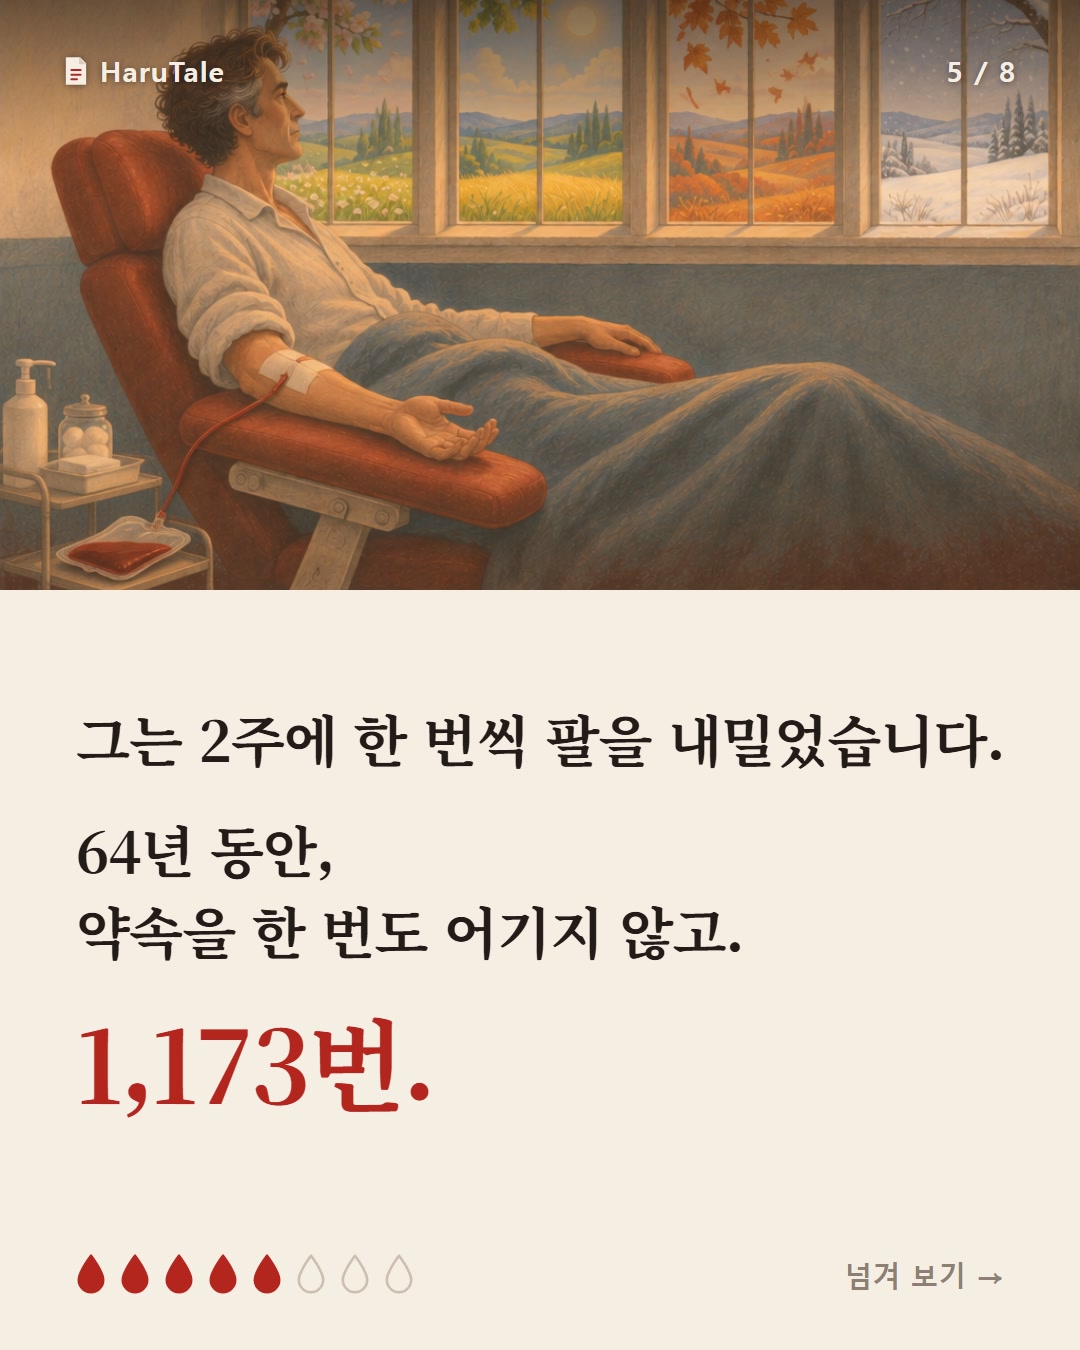 HaruTale
5 / 8
그는 2주에 한 번씩 팔을 내밀었습니다.
64년 동안,
약속을 한 번도 어기지 않고.
1,173번.
넘겨 보기 →